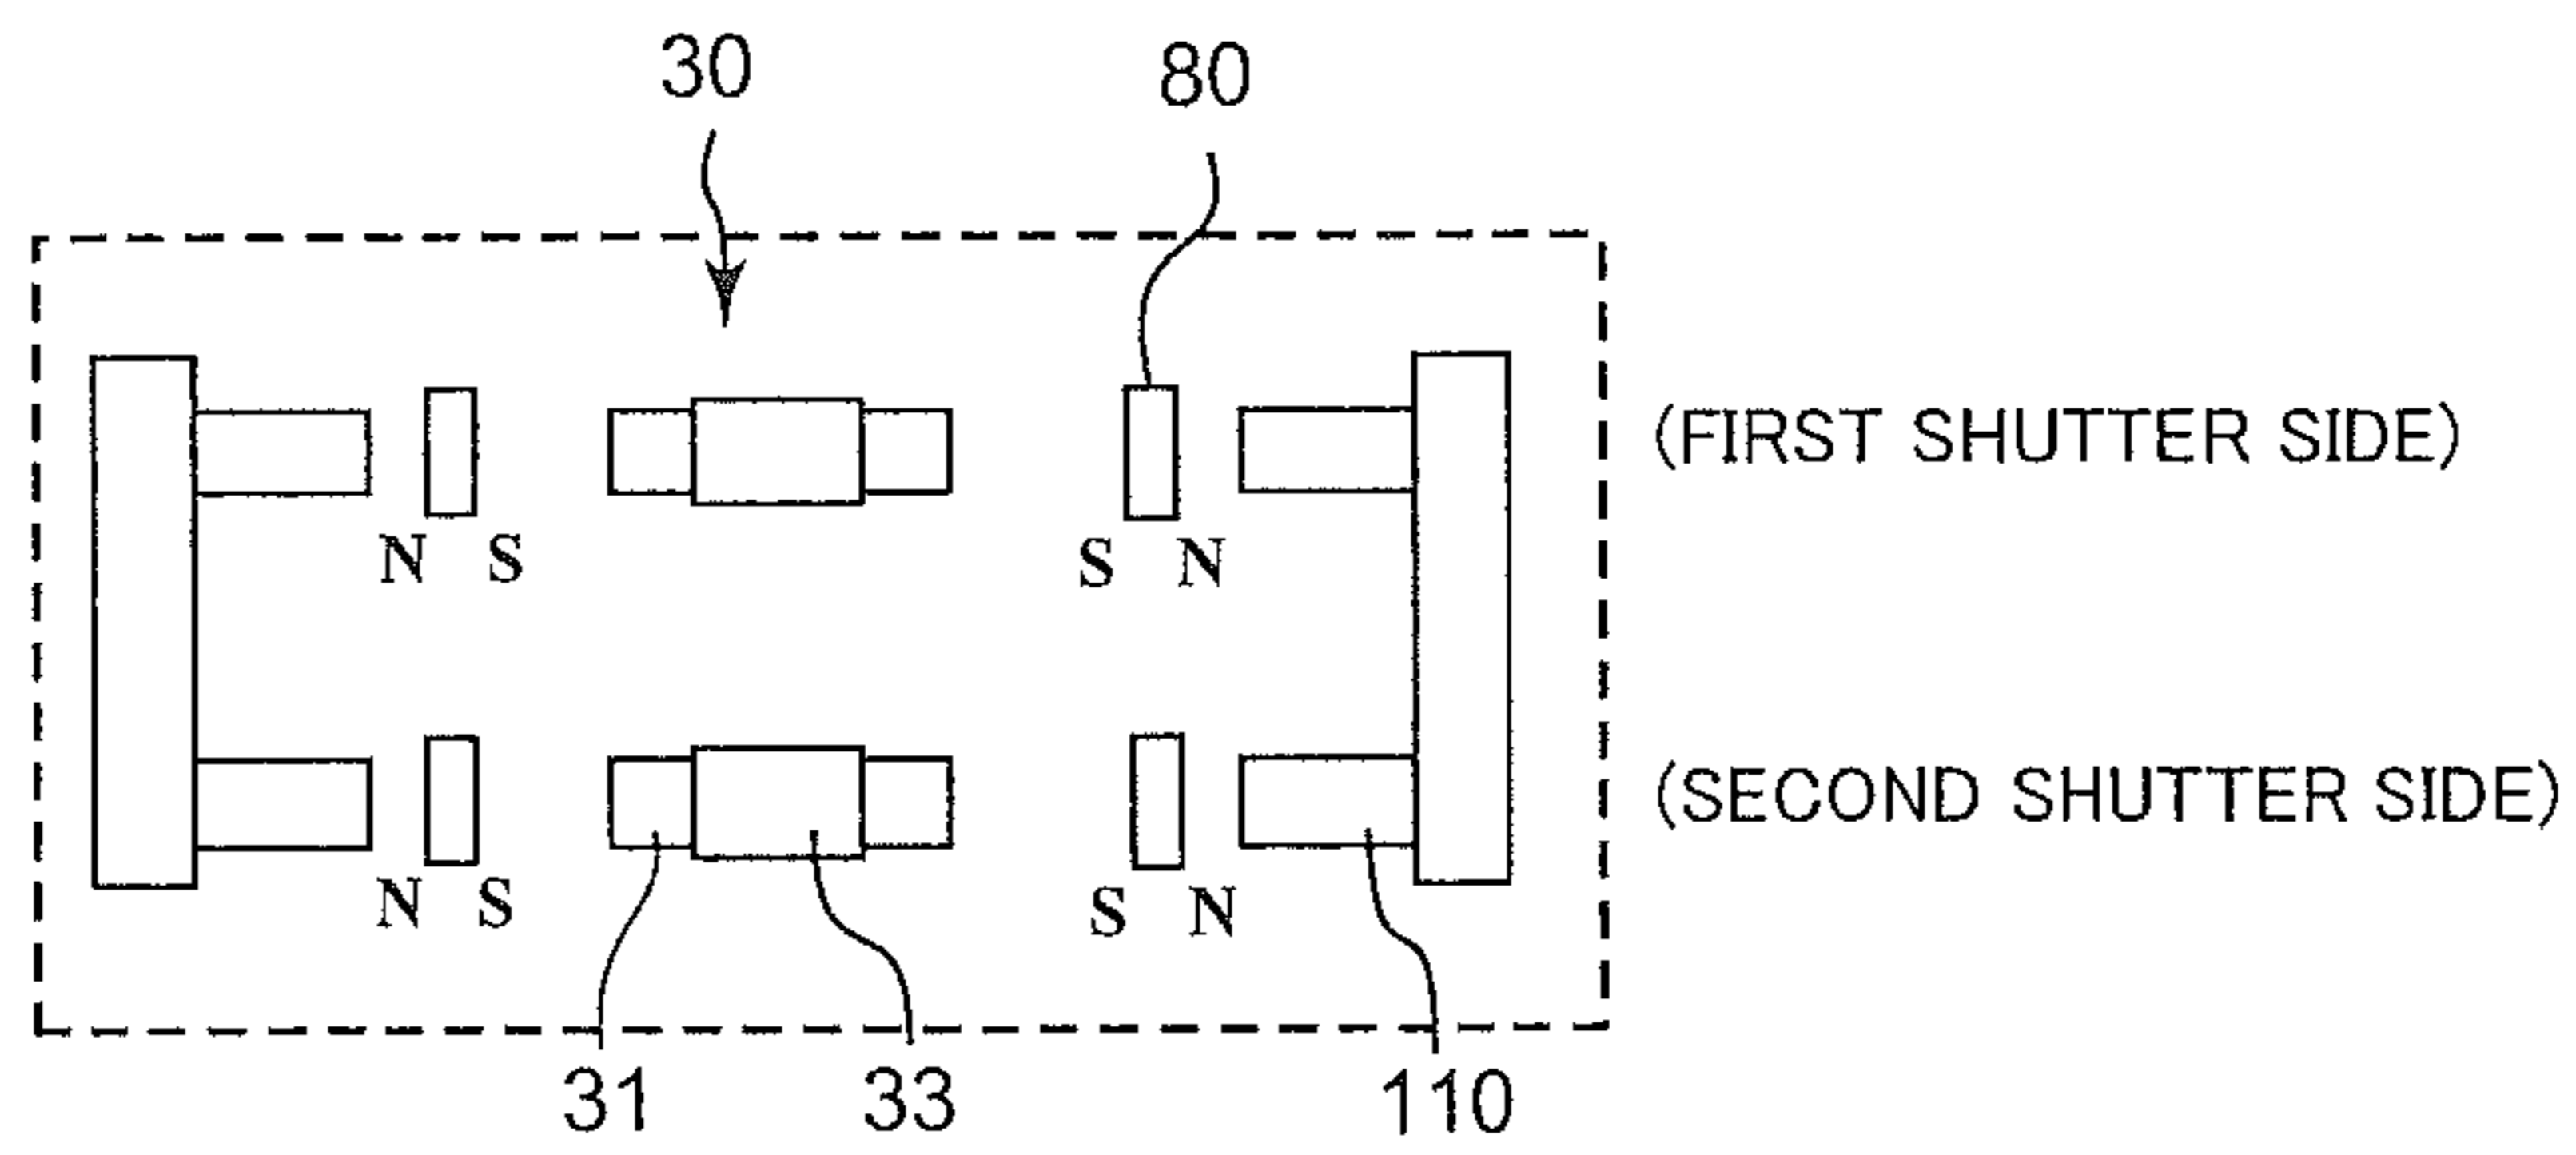 30 80
(FIRST SHUTTER SIDE)
N S S N
(SECOND SHUTTER SIDE)
N S S N
31 33 110